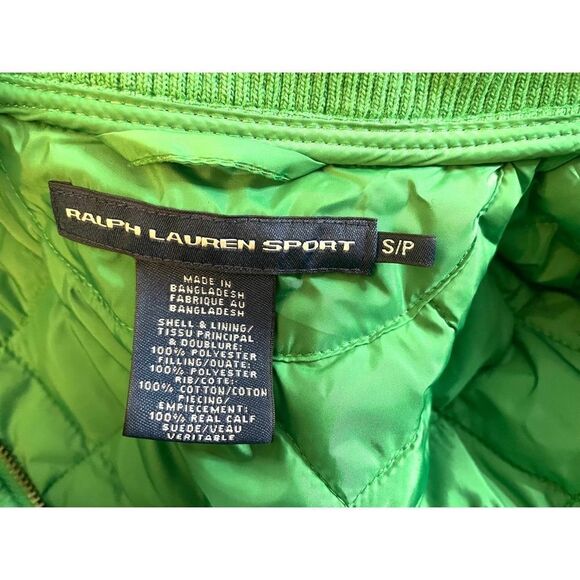 RALPH LAUREN SPORT
S/P
MADE IN
BANGLADESH
FABRIQUE AU
BANGLADESH
SHELL & LINING/
TISSU PRINCIPAL
& DOUBLURE:
100% POLYESTER
FILLING/OUATE:
100% POLYESTER
RIB/COTE:
100% COTTON/COTON
PIECING/
EMPIECEMENT:
100% REAL CALF
SUEDE/VEAU
VERITABLE